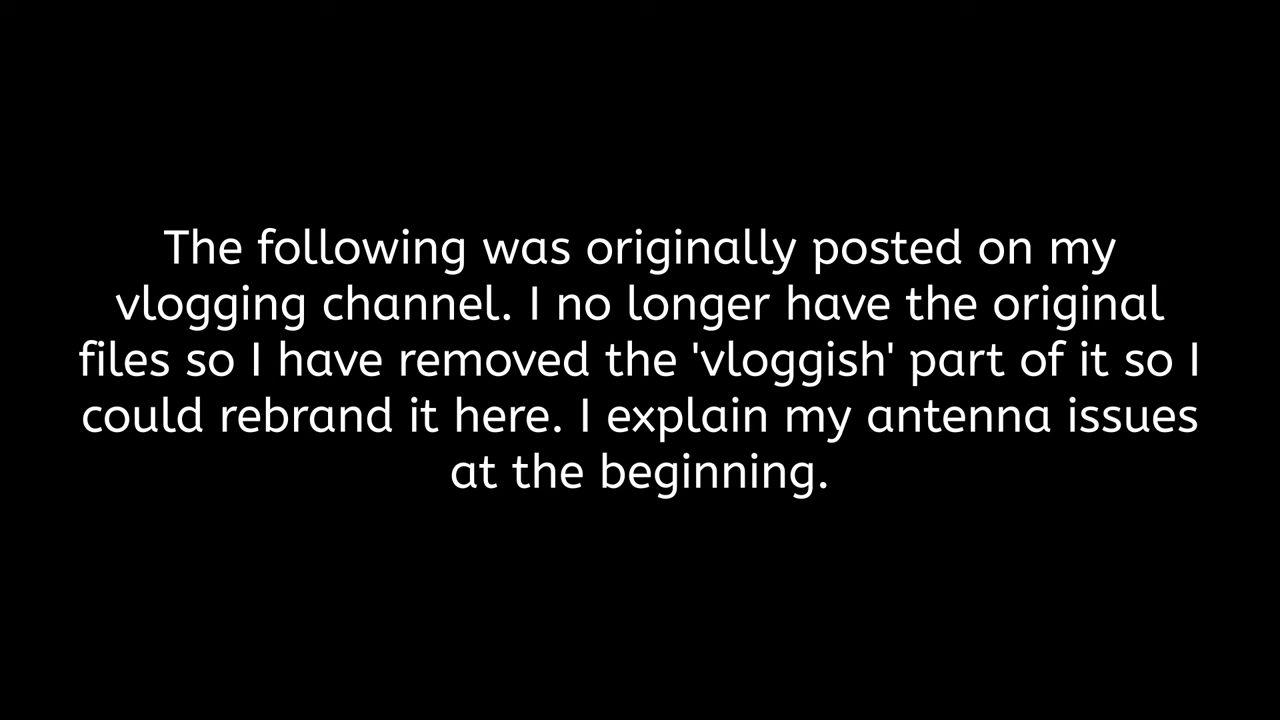 The following was originally posted on my
vlogging channel. I no longer have the original
files so I have removed the 'vloggish' part of it so I
could rebrand it here. I explain my antenna issues
at the beginning.